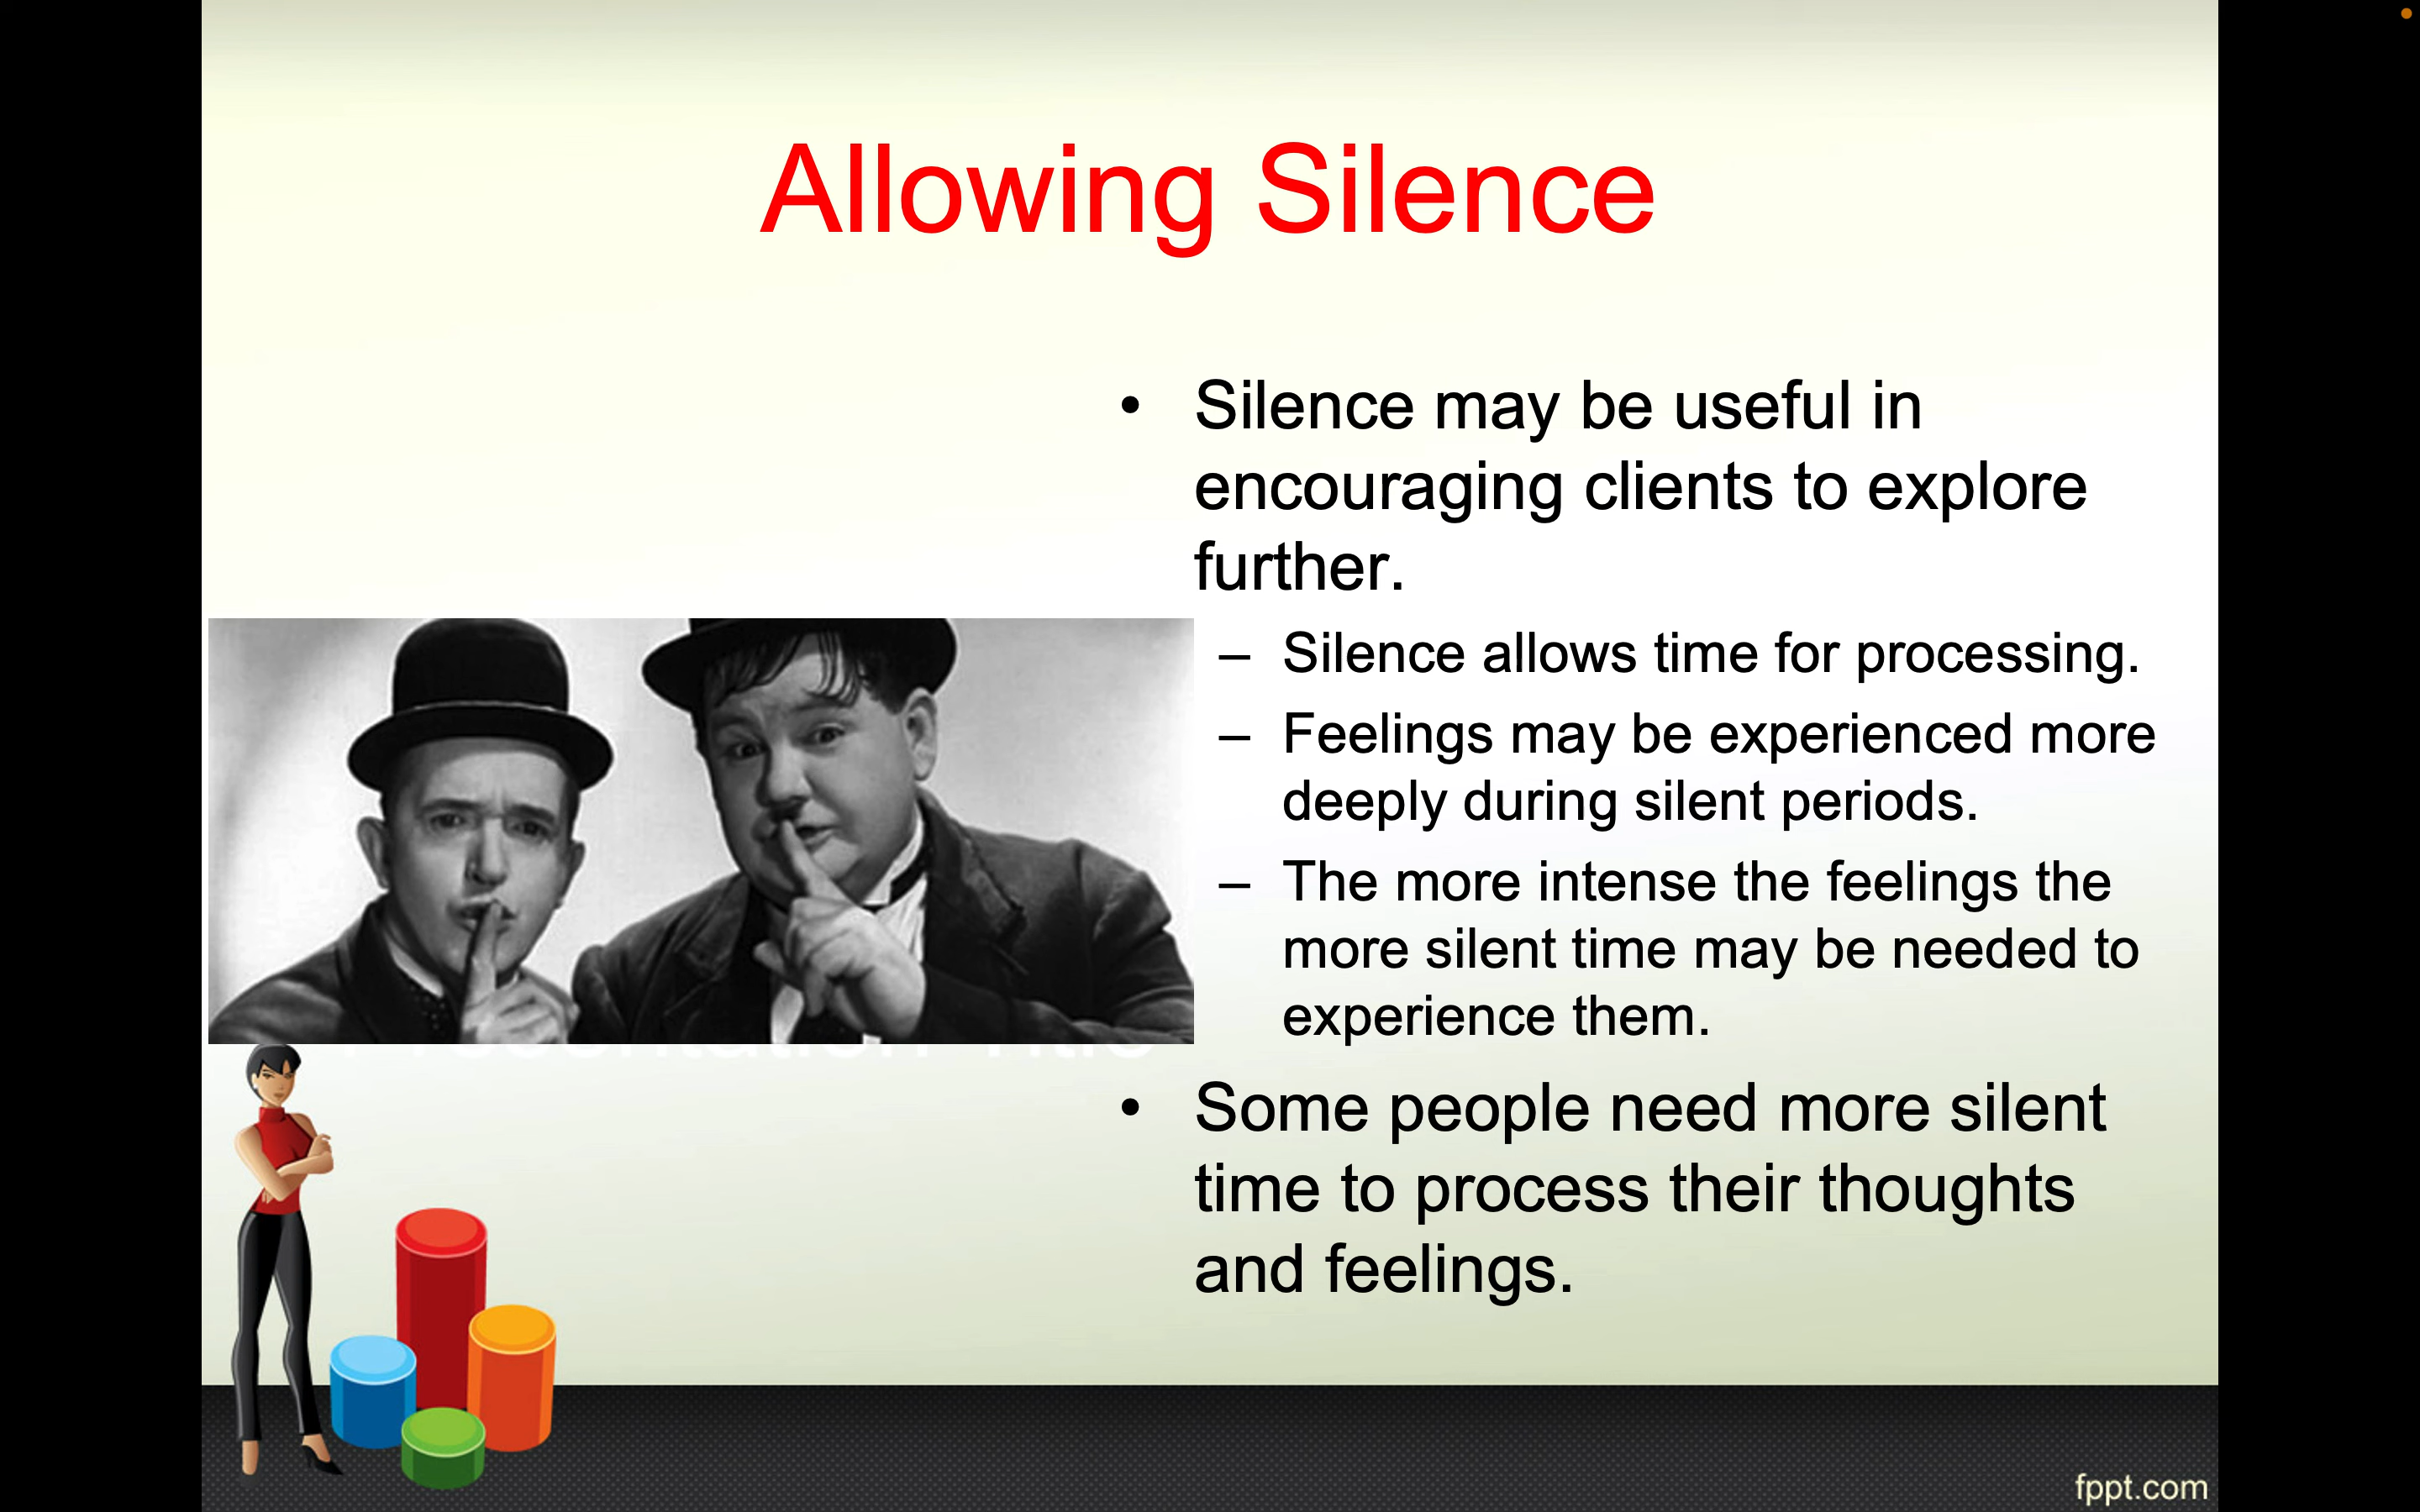 Allowing Silence
• Silence may be useful in
encouraging clients to explore
further.
– Silence allows time for processing.
– Feelings may be experienced more
deeply during silent periods.
– The more intense the feelings the
more silent time may be needed to
experience them.
• Some people need more silent
time to process their thoughts
and feelings.
fppt.com